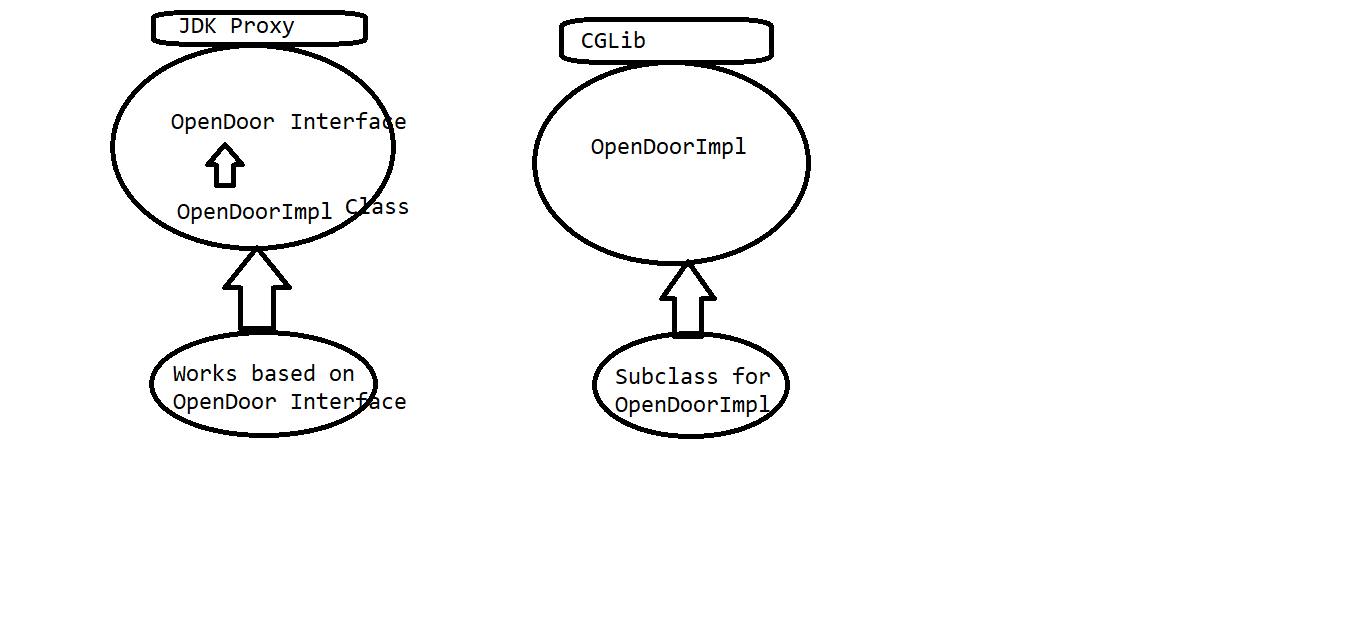 JDK Proxy
OpenDoor Interface
OpenDoorImpl Class
Works based on
OpenDoor Interface
CGLib
OpenDoorImpl
Subclass for
OpenDoorImpl